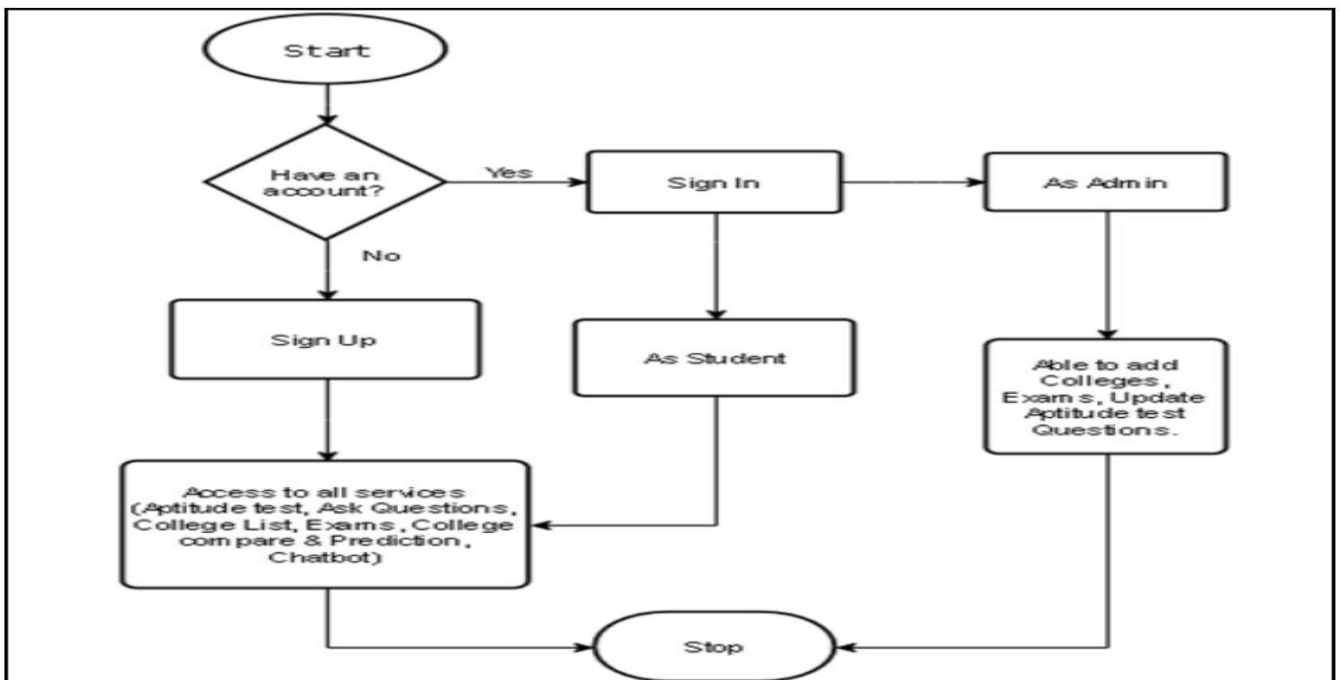 Start
Have an
account?
Yes
Sign In
As Admin
No
Sign Up
As Student
Able to add
Colleges,
Exams, Update
Aptitude test
Questions.
Access to all services
(Aptitude test, Ask Questions,
College List, Exams, College
compare & Prediction,
Chatbot)
Stop